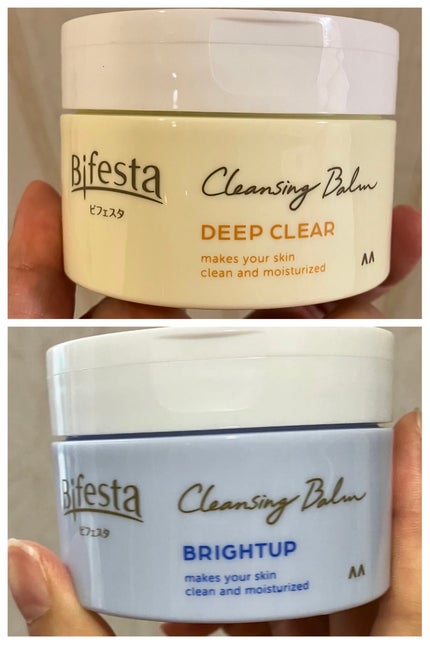 Bifesta
ビフェスタ
Cleansing Balm
DEEP CLEAR
makes your skin
clean and moisturized
Bifesta
ビフェスタ
Cleansing Balm
BRIGHTUP
makes your skin
clean and moisturized